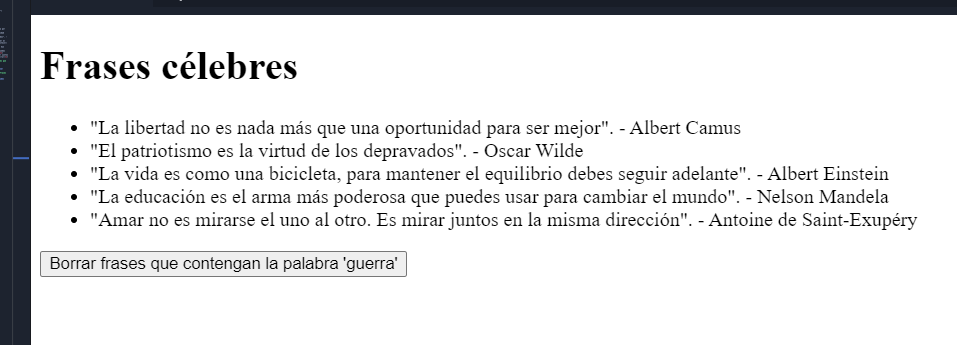 Frases célebres
"La libertad no es nada más que una oportunidad para ser mejor". - Albert Camus
"El patriotismo es la virtud de los depravados". - Oscar Wilde
"La vida es como una bicicleta, para mantener el equilibrio debes seguir adelante". - Albert Einstein
"La educación es el arma más poderosa que puedes usar para cambiar el mundo". - Nelson Mandela
"Amar no es mirarse el uno al otro. Es mirar juntos en la misma dirección". - Antoine de Saint-Exupéry
Borrar frases que contengan la palabra 'guerra'